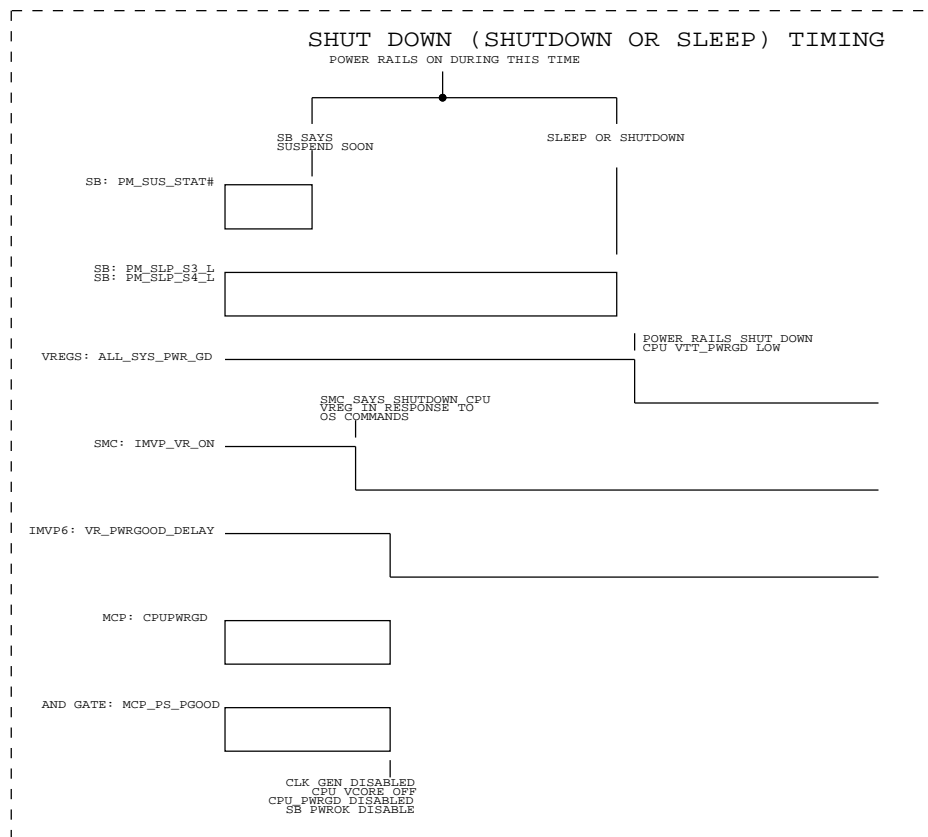 SHUT DOWN (SHUTDOWN OR SLEEP) TIMING
POWER RAILS ON DURING THIS TIME
SB SAYS
SUSPEND SOON
SLEEP OR SHUTDOWN
SB: PM_SUS_STAT#
SB: PM_SLP_S3_L
SB: PM_SLP_S4_L
POWER RAILS SHUT DOWN
CPU VTT_PWRGD LOW
VREGS: ALL_SYS_PWR_GD
SMC SAYS SHUTDOWN CPU
VREG IN RESPONSE TO
OS COMMANDS
SMC: IMVP_VR_ON
IMVP6: VR_PWRGOOD_DELAY
MCP: CPUPWRGD
AND GATE: MCP_PS_PGOOD
CLK GEN DISABLED
CPU VCORE OFF
CPU_PWRGD DISABLED
SB PWROK DISABLE